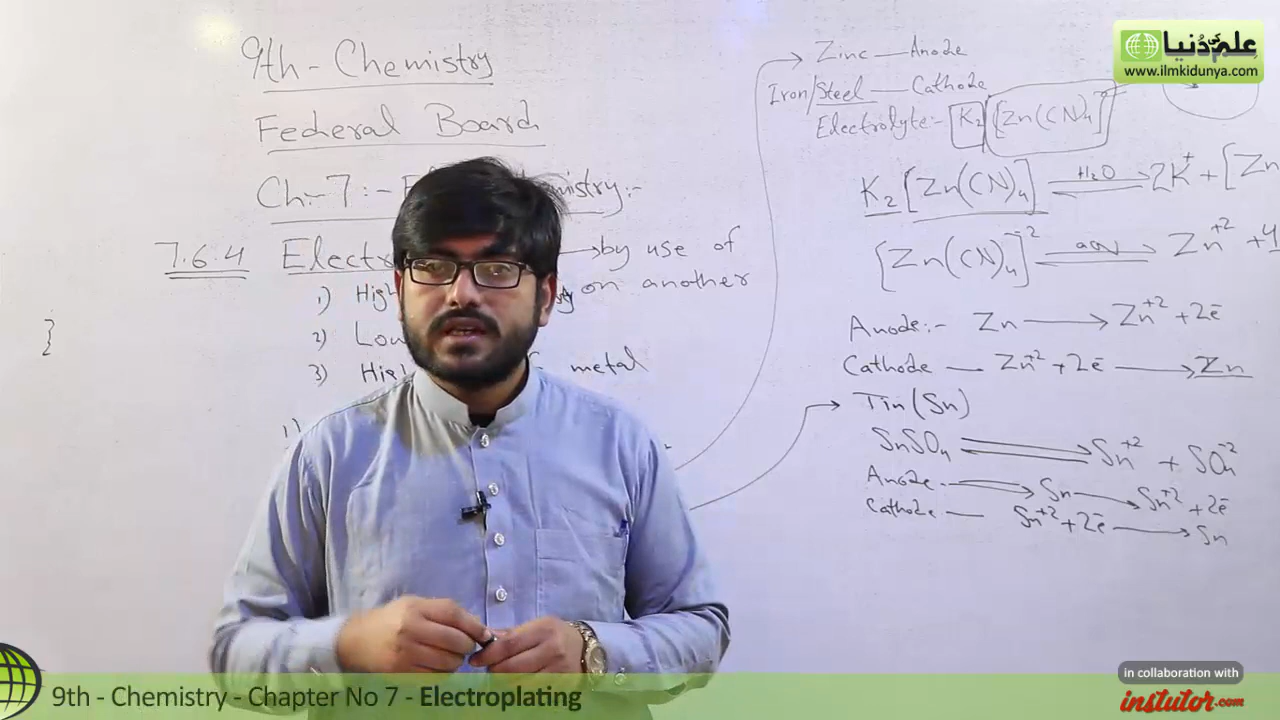 9th - Chemistry
Federal Board
Ch:-7 :- istry:-
7.6.4 Electr by use of
1) High on another
2) Low
3) High metal
1)
}
Zinc — Anode
Iron/Steel — Cathode
Electrolyte:- K2 [Zn(CN)4]
K2[Zn(CN)4] H2O 2K+ + [Zn
[Zn(CN)4]-2 Zn+2 + 4
Anode:- Zn → Zn+2 + 2e-
Cathode — Zn+2 + 2e- → Zn
Tin (Sn)
SnSO4 ⇌ Sn+2 + SO4-2
Anode → Sn → Sn+2 + 2e-
Cathode — Sn+2 + 2e- → Sn
علم کی دنیا
www.ilmkidunya.com
9th - Chemistry - Chapter No 7 - Electroplating
in collaboration with
instutor.com